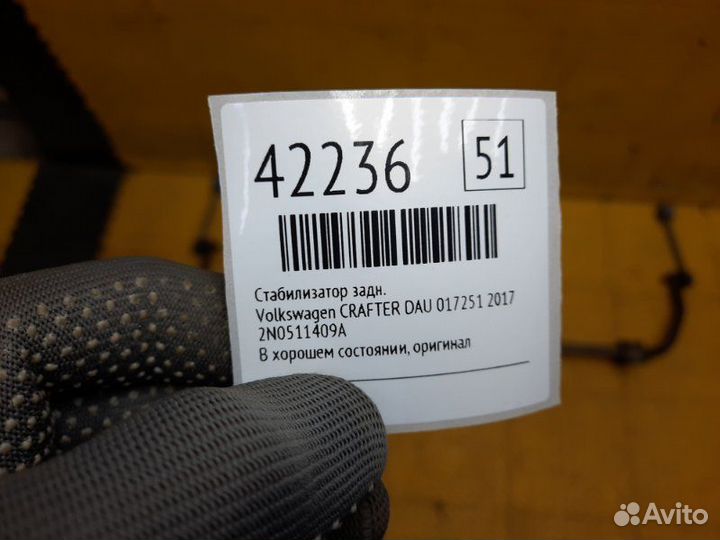 42236 51
Стабилизатор задн.
Volkswagen CRAFTER DAU 017251 2017
2N0511409A
В хорошем состоянии, оригинал
Avito